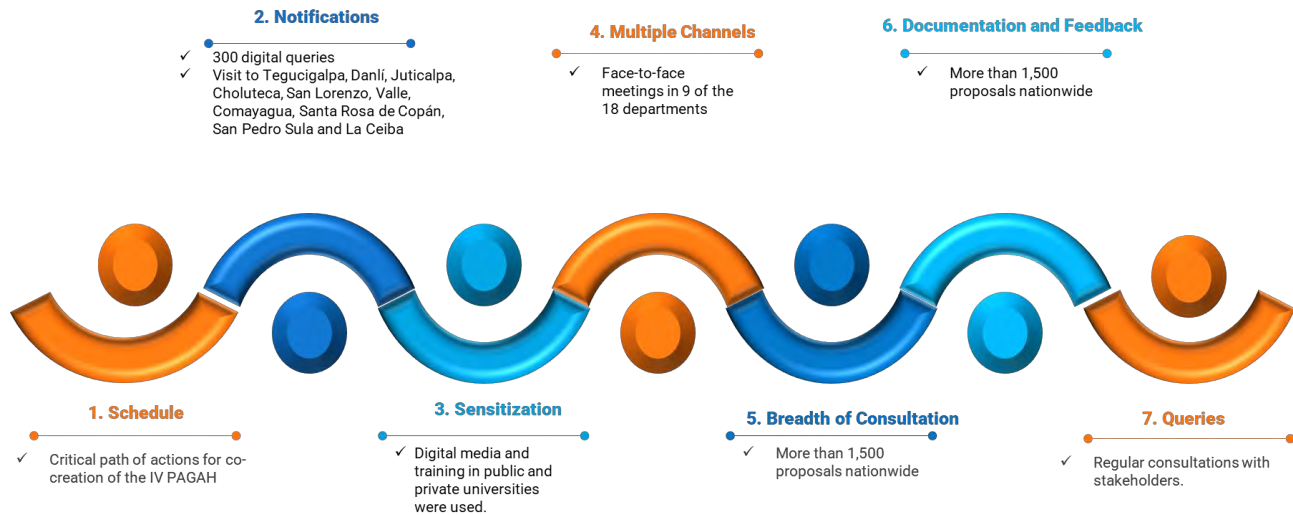 1. Schedule
✓ Critical path of actions for co-
creation of the IV PAGAH
2. Notifications
✓ 300 digital queries
✓ Visit to Tegucigalpa, Danlí, Juticalpa,
Choluteca, San Lorenzo, Valle,
Comayagua, Santa Rosa de Copán,
San Pedro Sula and La Ceiba
3. Sensitization
✓ Digital media and
training in public and
private universities
were used.
4. Multiple Channels
✓ Face-to-face
meetings in 9 of the
18 departments
5. Breadth of Consultation
✓ More than 1,500
proposals nationwide
6. Documentation and Feedback
✓ More than 1,500
proposals nationwide
7. Queries
✓ Regular consultations with
stakeholders.